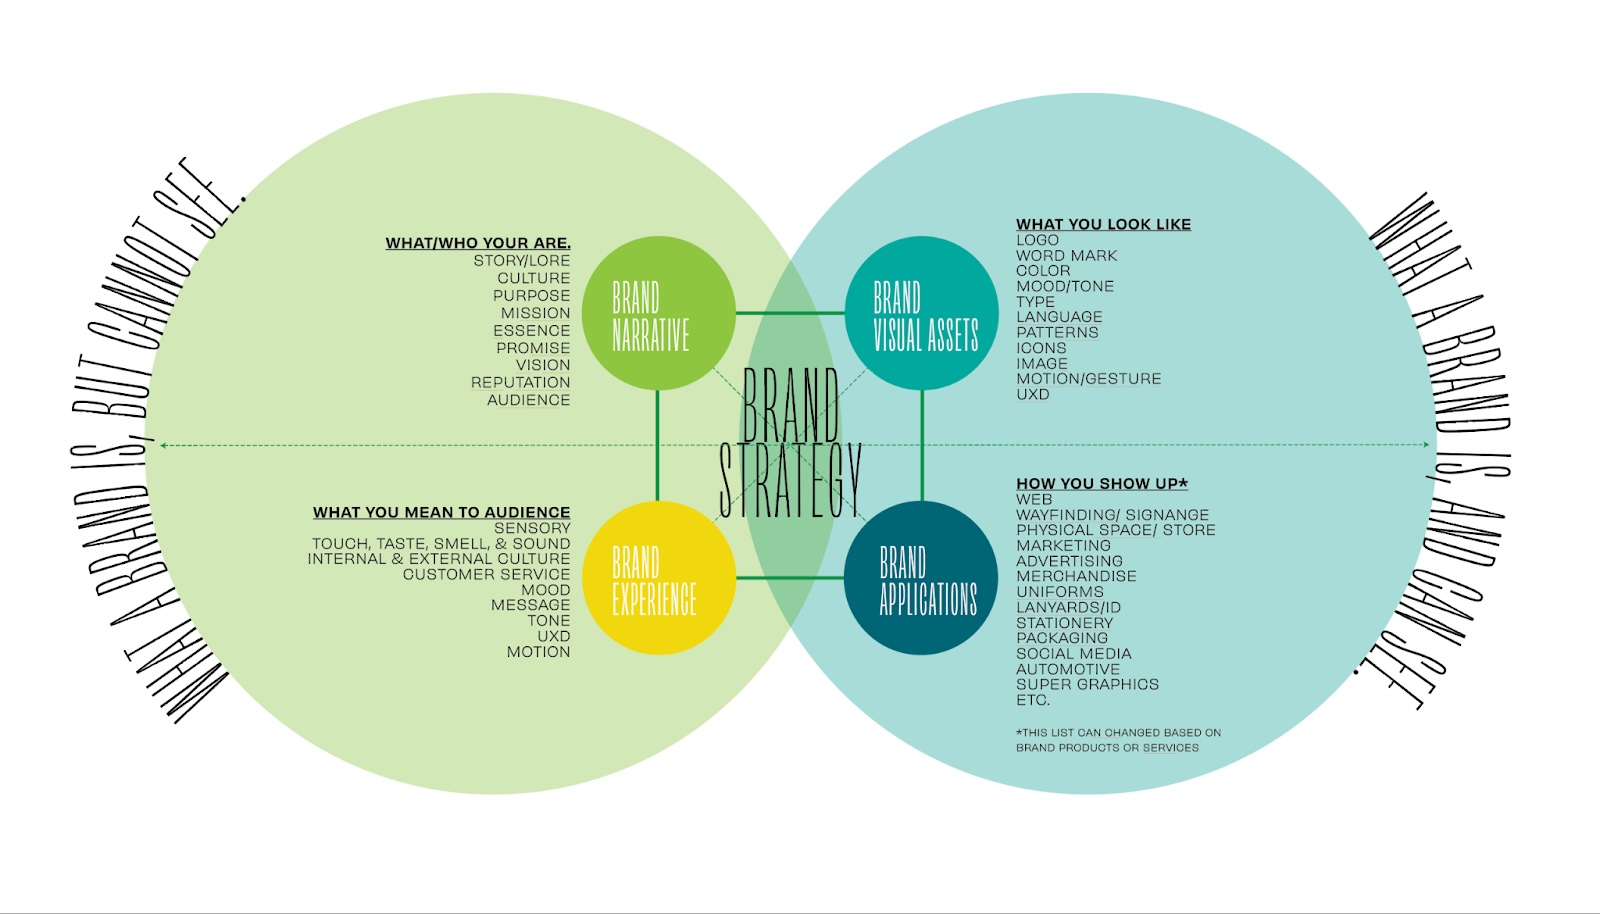 WHAT A BRAND IS, BUT CANNOT SEE.
WHAT/WHO YOUR ARE.
STORY/LORE
CULTURE
PURPOSE
MISSION
ESSENCE
PROMISE
VISION
REPUTATION
AUDIENCE
BRAND
NARRATIVE
WHAT YOU MEAN TO AUDIENCE
SENSORY
TOUCH, TASTE, SMELL, & SOUND
INTERNAL & EXTERNAL CULTURE
CUSTOMER SERVICE
MOOD
MESSAGE
TONE
UXD
MOTION
BRAND
EXPERIENCE
BRAND
STRATEGY
BRAND
VISUAL ASSETS
WHAT YOU LOOK LIKE
LOGO
WORD MARK
COLOR
MOOD/TONE
TYPE
LANGUAGE
PATTERNS
ICONS
IMAGE
MOTION/GESTURE
UXD
BRAND
APPLICATIONS
HOW YOU SHOW UP*
WEB
WAYFINDING/ SIGNANGE
PHYSICAL SPACE/ STORE
MARKETING
ADVERTISING
MERCHANDISE
UNIFORMS
LANYARDS/ID
STATIONERY
PACKAGING
SOCIAL MEDIA
AUTOMOTIVE
SUPER GRAPHICS
ETC.
*THIS LIST CAN CHANGED BASED ON
BRAND PRODUCTS OR SERVICES
WHAT A BRAND IS, AND CAN SEE.